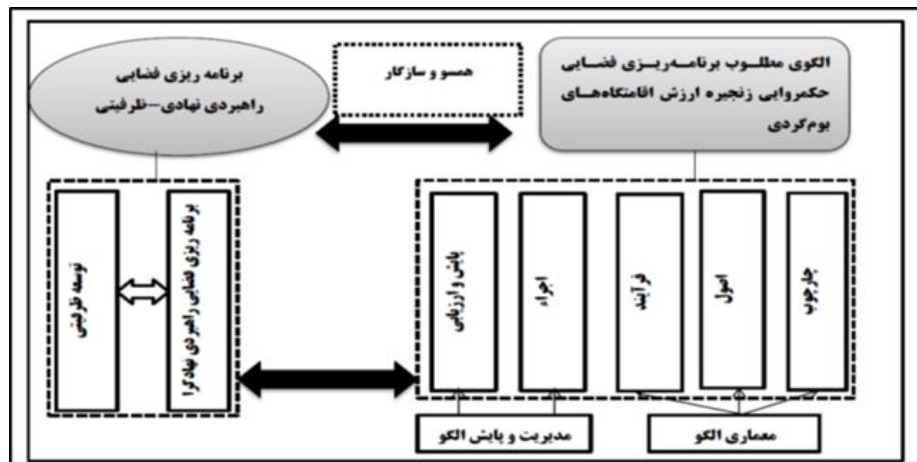 الگوی مطلوب برنامه‌ریزی فضایی
حکمروایی زنجیره ارزش اقامتگاه‌های
بوم‌گردی
همسو و سازگار
برنامه ریزی فضایی
راهبردی نهادی-ظرفیتی
چارچوب
اصول
فرآیند
اجراء
پایش و ارزیابی
برنامه ریزی فضایی راهبردی نهادگرا
توسعه ظرفیتی
معماری الگو
مدیریت و پایش الگو